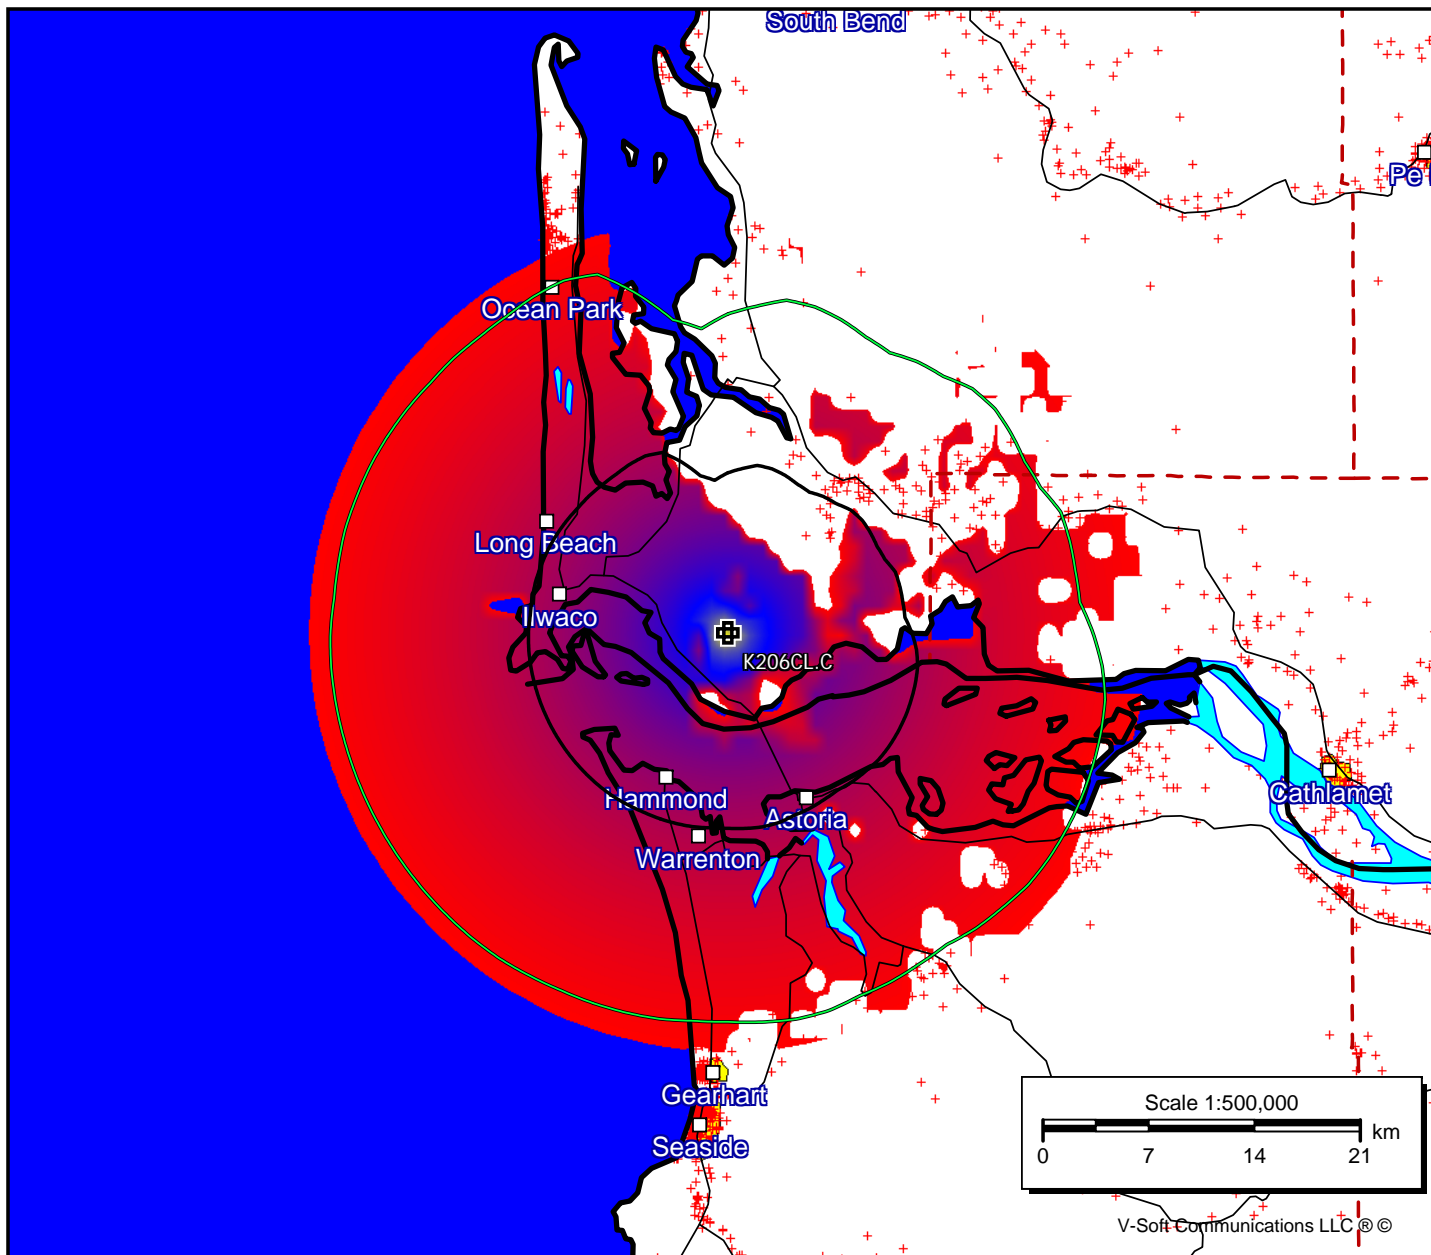 South Bend
Pe
Ocean Park
Long Beach
Ilwaco
K206CL.C
Hammond
Astoria
Cathlamet
Warrenton
Gearhart
Seaside
Scale 1:500,000
km
0 7 14 21
V-Soft Communications LLC ® ©